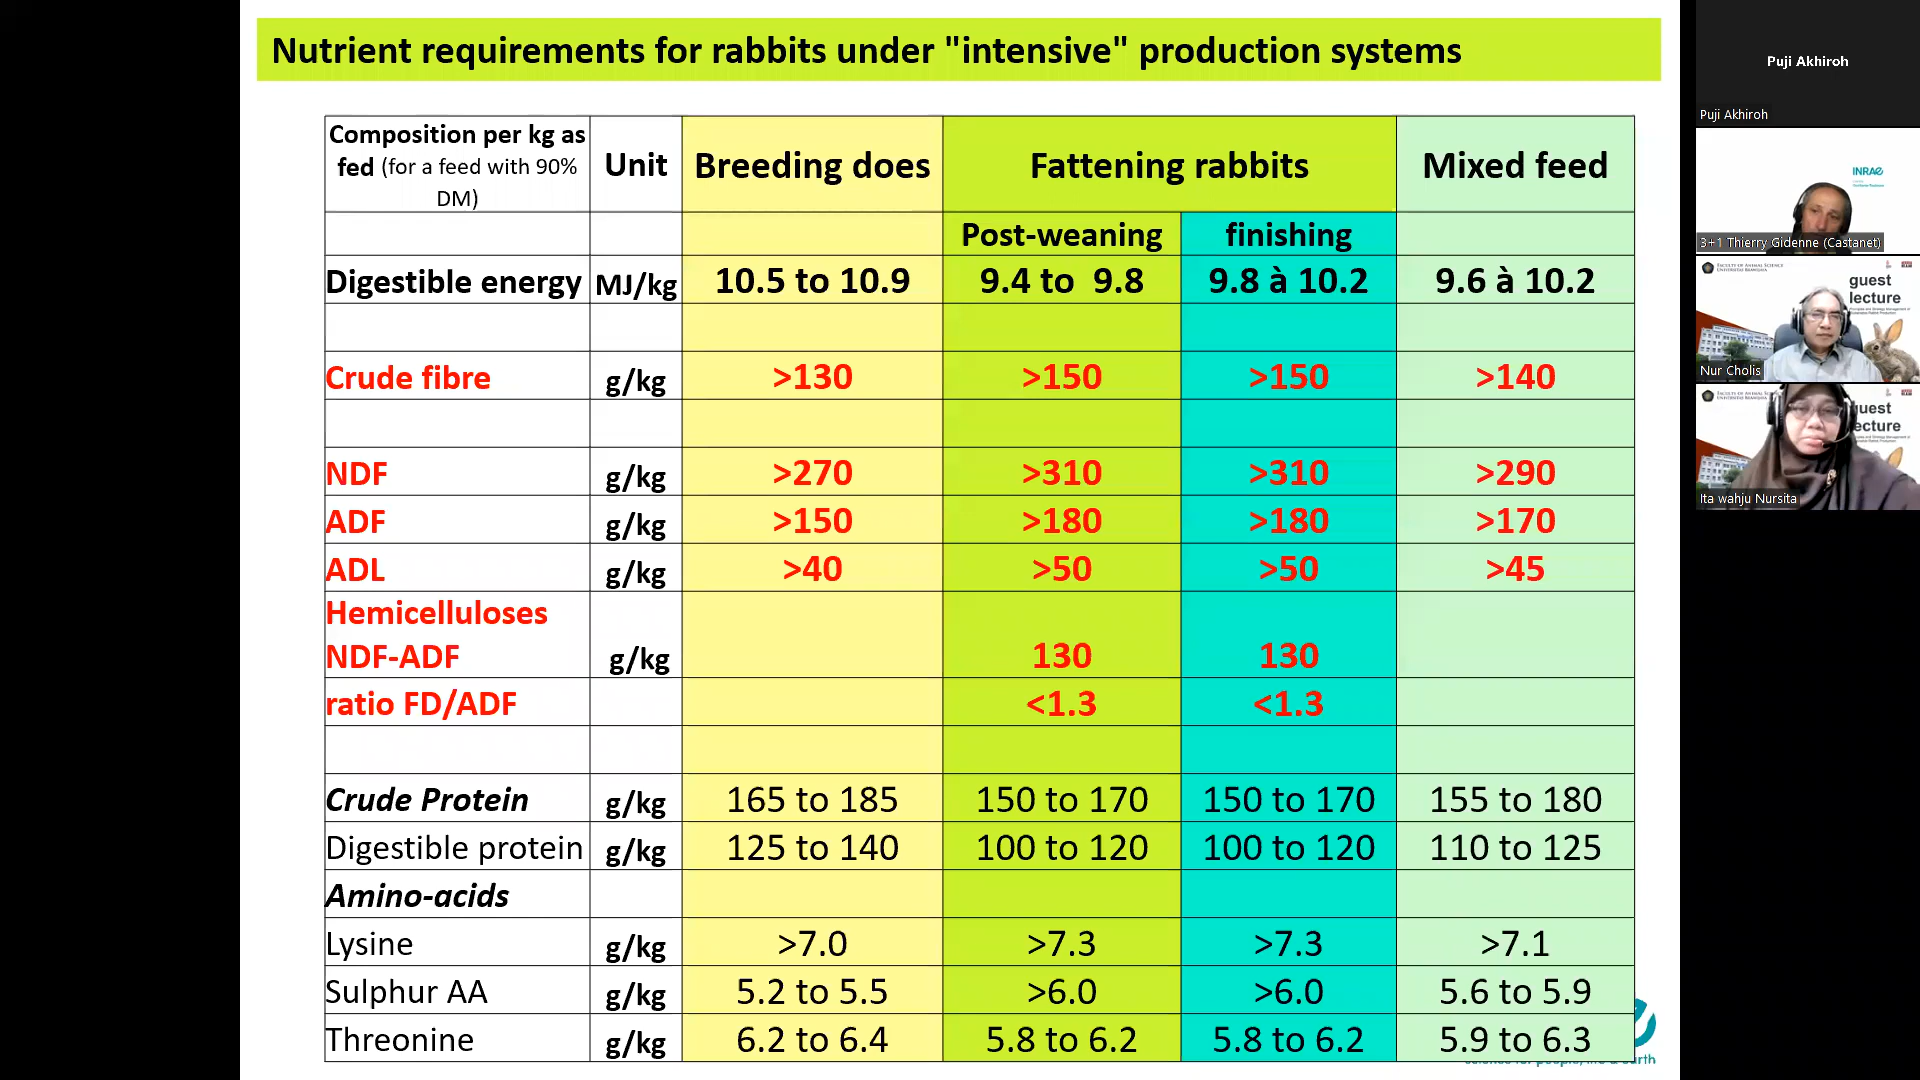 Nutrient requirements for rabbits under "intensive" production systems
Composition per kg as fed (for a feed with 90% DM) Unit Breeding does Fattening rabbits Mixed feed
Post-weaning finishing
Digestible energy MJ/kg 10.5 to 10.9 9.4 to 9.8 9.8 à 10.2 9.6 à 10.2
Crude fibre g/kg >130 >150 >150 >140
NDF g/kg >270 >310 >310 >290
ADF g/kg >150 >180 >180 >170
ADL g/kg >40 >50 >50 >45
Hemicelluloses
NDF-ADF g/kg 130 130
ratio FD/ADF <1.3 <1.3
Crude Protein g/kg 165 to 185 150 to 170 150 to 170 155 to 180
Digestible protein g/kg 125 to 140 100 to 120 100 to 120 110 to 125
Amino-acids
Lysine g/kg >7.0 >7.3 >7.3 >7.1
Sulphur AA g/kg 5.2 to 5.5 >6.0 >6.0 5.6 to 5.9
Threonine g/kg 6.2 to 6.4 5.8 to 6.2 5.8 to 6.2 5.9 to 6.3
Puji Akhiroh
Puji Akhiroh
INRAE
3+1 Thierry Gidenne (Castanet)
guest
lecture
Nur Cholis
guest
lecture
Ita wahju Nursita